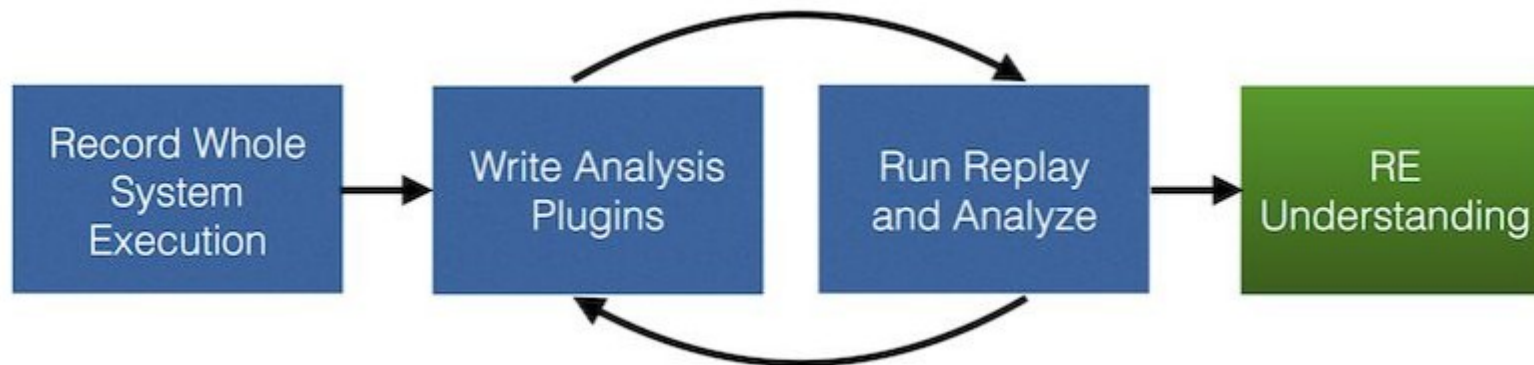 Record Whole
System
Execution
Write Analysis
Plugins
Run Replay
and Analyze
RE
Understanding